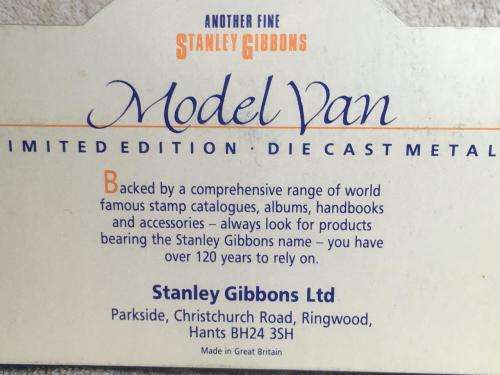 ANOTHER FINE
STANLEY GIBBONS
Model Van
IMITED EDITION · DIE CAST METAL
Backed by a comprehensive range of world
famous stamp catalogues, albums, handbooks
and accessories – always look for products
bearing the Stanley Gibbons name – you have
over 120 years to rely on.
Stanley Gibbons Ltd
Parkside, Christchurch Road, Ringwood,
Hants BH24 3SH
Made in Great Britain